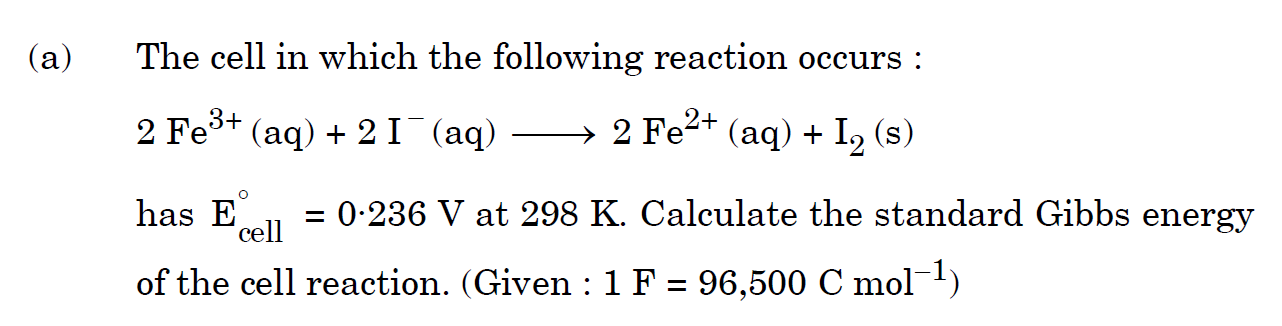 (a) The cell in which the following reaction occurs :
2 Fe³⁺ (aq) + 2 I⁻ (aq) ⟶ 2 Fe²⁺ (aq) + I₂ (s)
has E°cell = 0·236 V at 298 K. Calculate the standard Gibbs energy
of the cell reaction. (Given : 1 F = 96,500 C mol⁻¹)